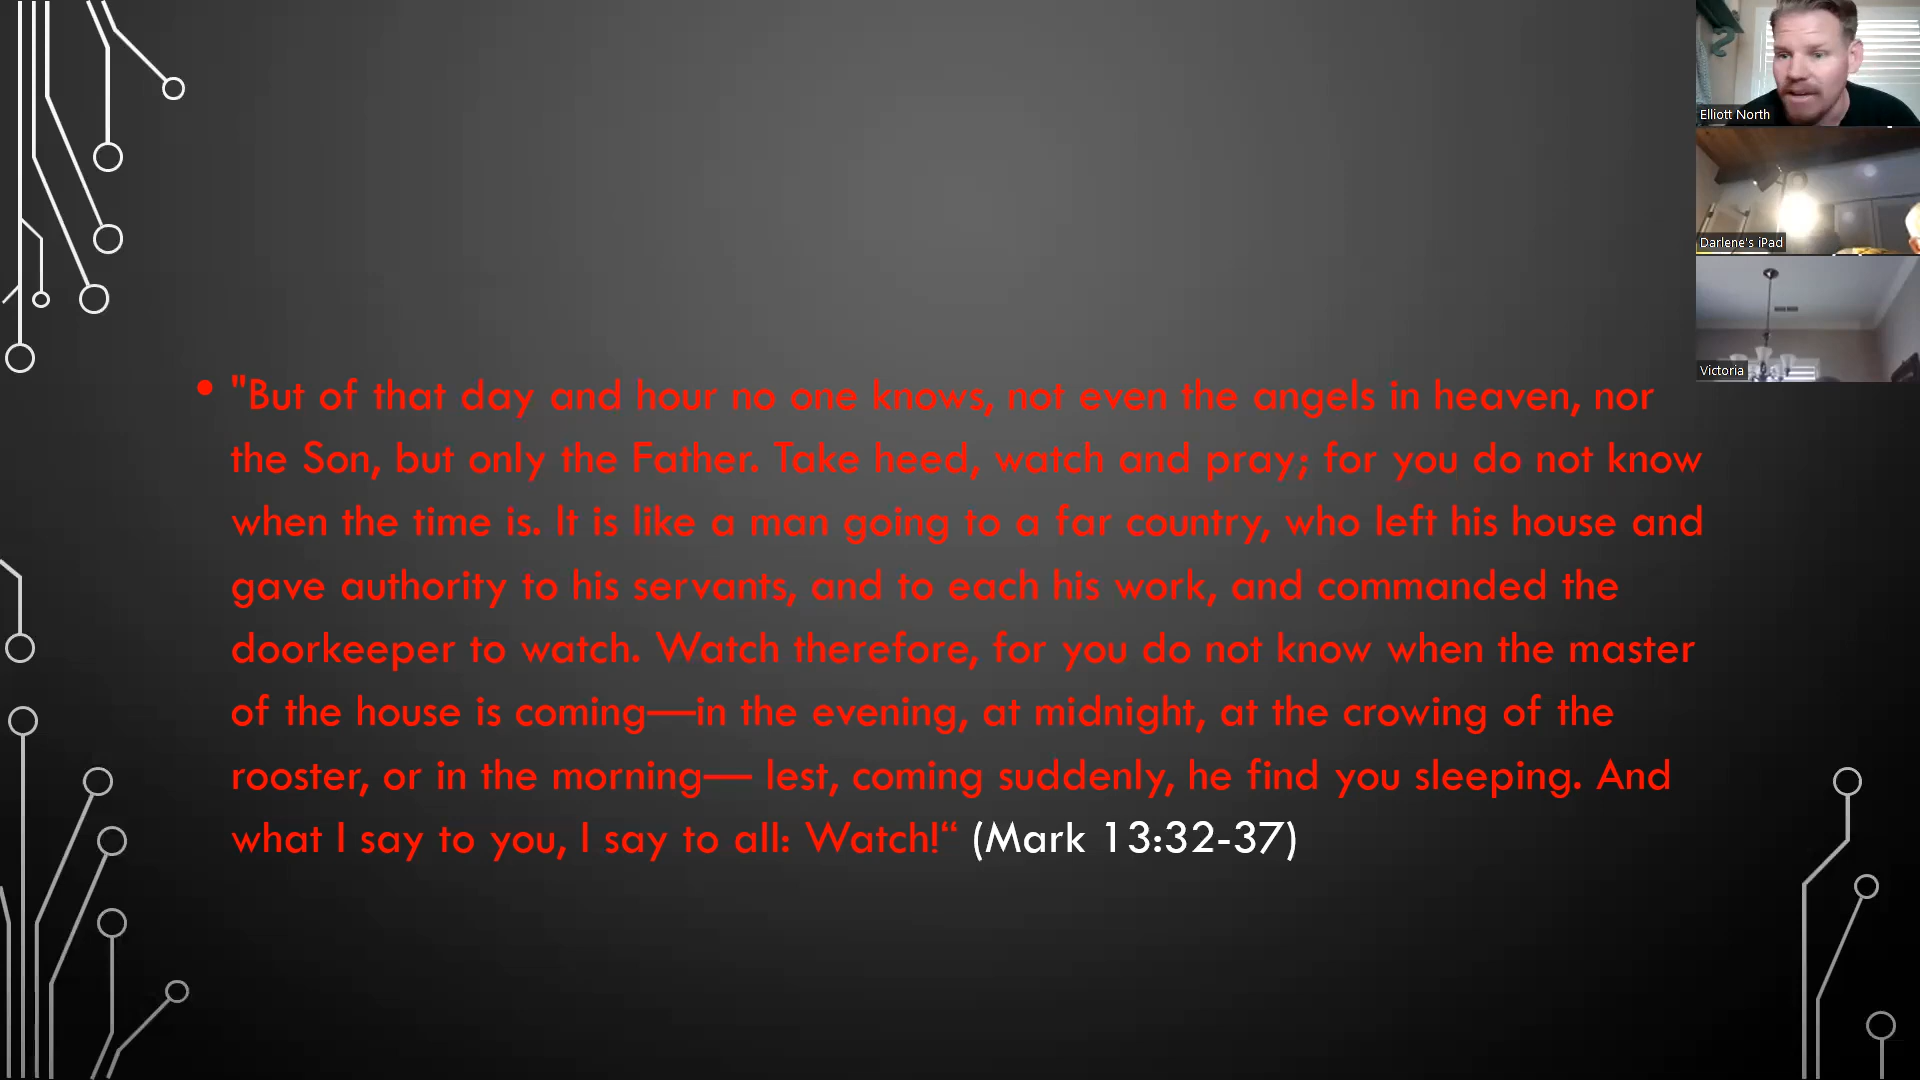 • "But of that day and hour no one knows, not even the angels in heaven, nor
the Son, but only the Father. Take heed, watch and pray; for you do not know
when the time is. It is like a man going to a far country, who left his house and
gave authority to his servants, and to each his work, and commanded the
doorkeeper to watch. Watch therefore, for you do not know when the master
of the house is coming—in the evening, at midnight, at the crowing of the
rooster, or in the morning— lest, coming suddenly, he find you sleeping. And
what I say to you, I say to all: Watch!“ (Mark 13:32-37)
Elliott North
Darlene's iPad
Victoria